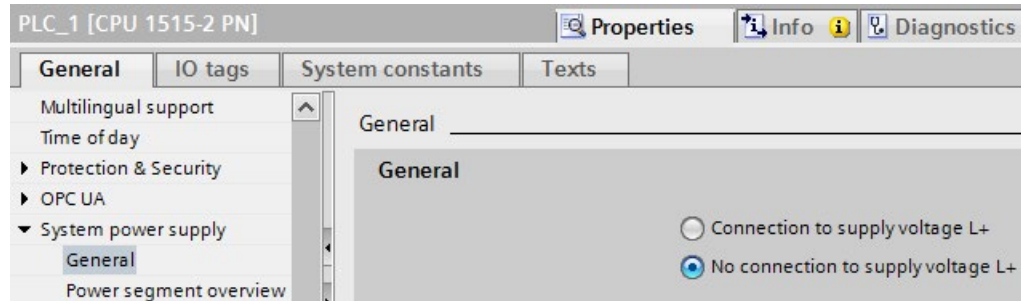 PLC_1 [CPU 1515-2 PN]
Properties
Info
Diagnostics
General
IO tags
System constants
Texts
Multilingual support
Time of day
Protection & Security
OPC UA
System power supply
General
Power segment overview
General
General
Connection to supply voltage L+
No connection to supply voltage L+